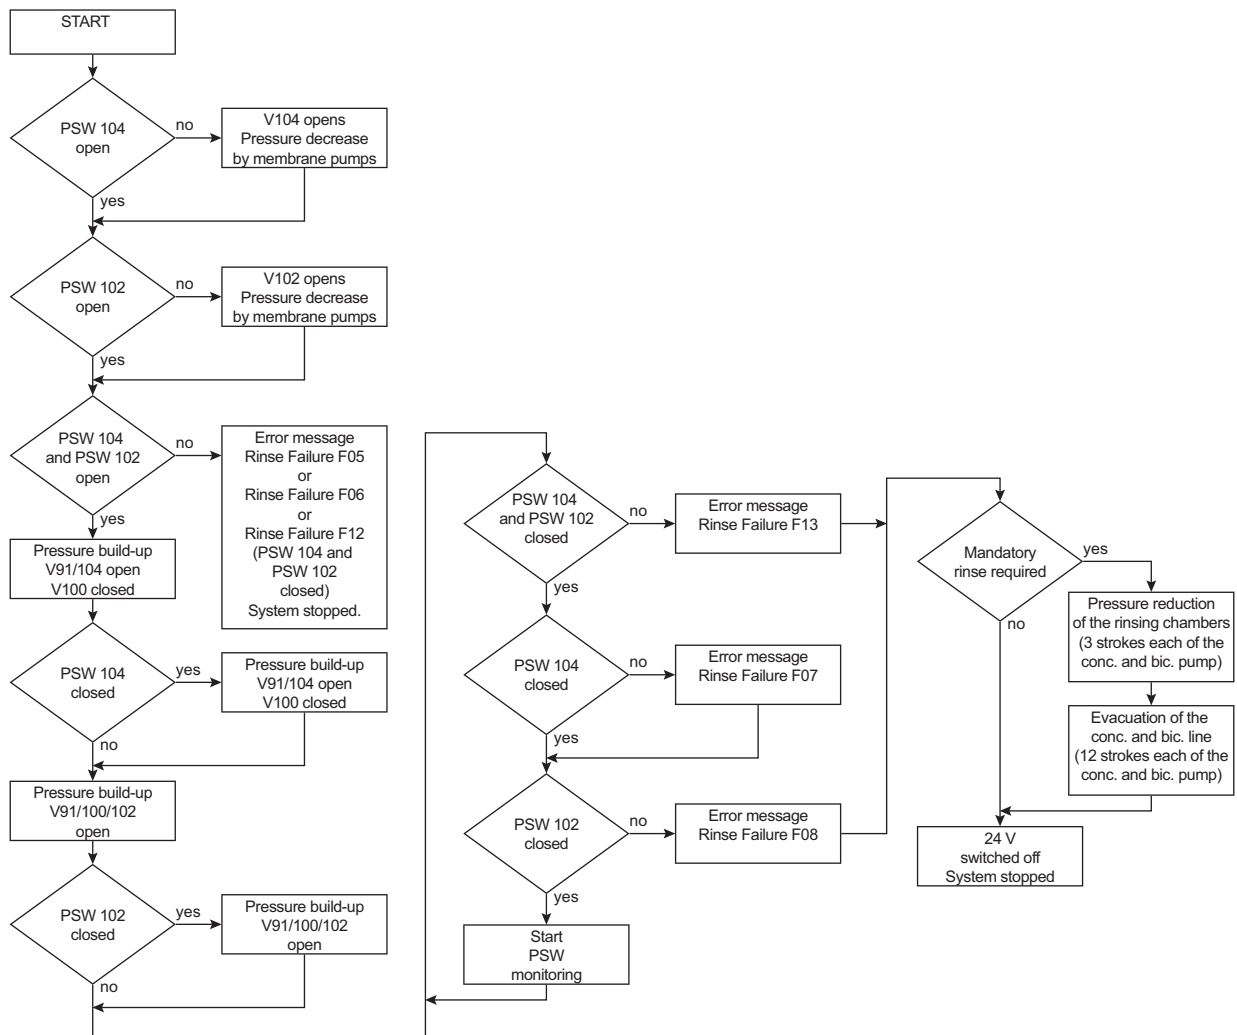 START
PSW 104
open
no
V104 opens
Pressure decrease
by membrane pumps
yes
PSW 102
open
no
V102 opens
Pressure decrease
by membrane pumps
yes
PSW 104
and PSW 102
open
no
Error message
Rinse Failure F05
or
Rinse Failure F06
or
Rinse Failure F12
(PSW 104 and
PSW 102
closed)
System stopped.
yes
Pressure build-up
V91/104 open
V100 closed
PSW 104
closed
yes
Pressure build-up
V91/104 open
V100 closed
no
Pressure build-up
V91/100/102
open
PSW 102
closed
yes
Pressure build-up
V91/100/102
open
no
PSW 104
and PSW 102
closed
no
Error message
Rinse Failure F13
yes
PSW 104
closed
no
Error message
Rinse Failure F07
yes
PSW 102
closed
no
Error message
Rinse Failure F08
yes
Start
PSW
monitoring
Mandatory
rinse required
yes
Pressure reduction
of the rinsing chambers
(3 strokes each of the
conc. and bic. pump)
Evacuation of the
conc. and bic. line
(12 strokes each of the
conc. and bic. pump)
no
24 V
switched off
System stopped